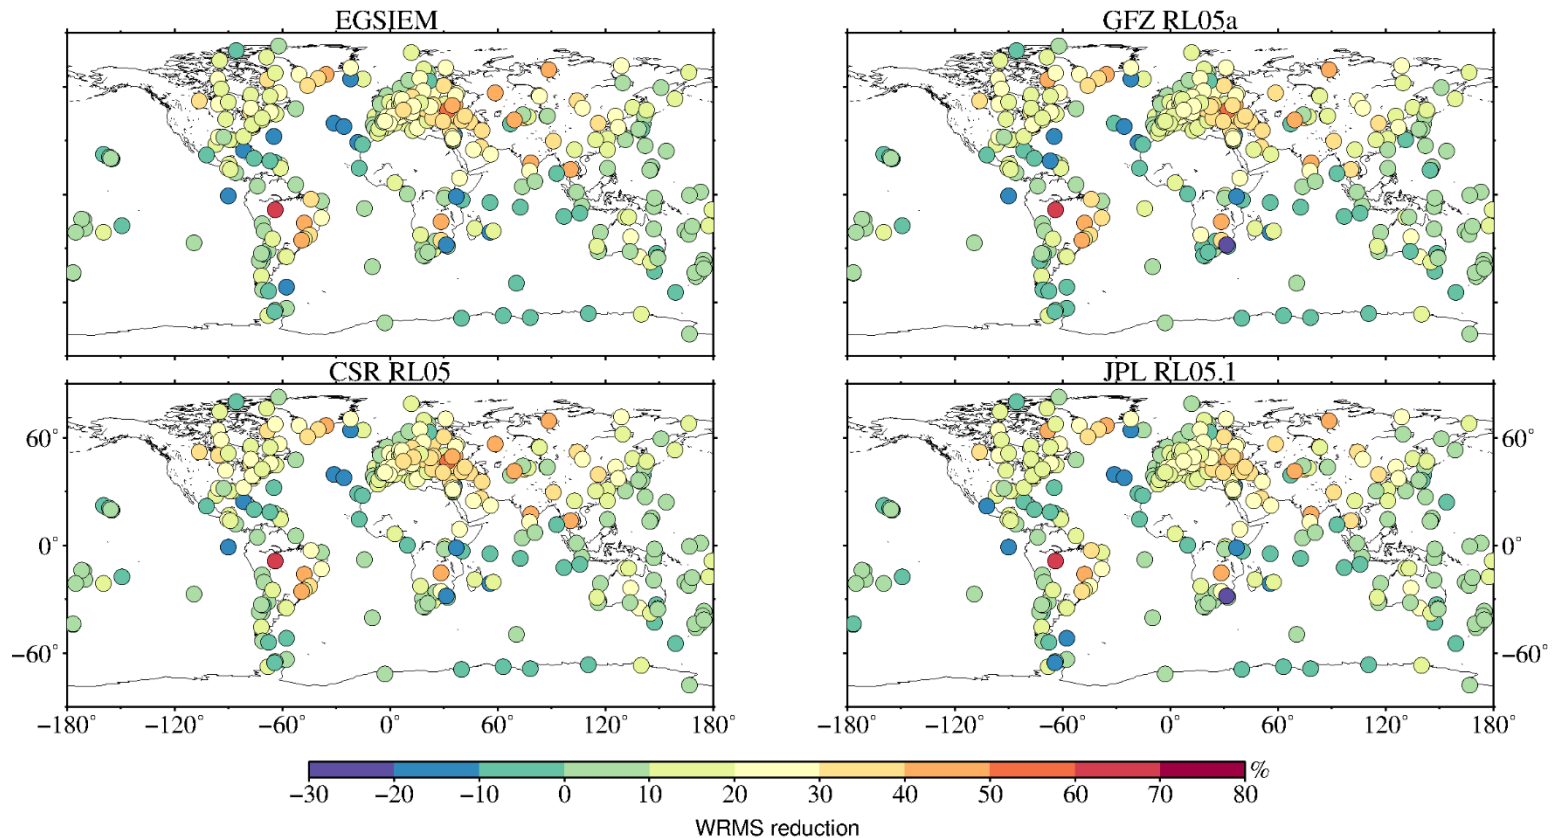 EGSIEM GFZ RL05a
CSR RL05 JPL RL05.1
60° 60°
0° 0°
−60° −60°
−180° −120° −60° 0° 60° 120° 180° −180° −120° −60° 0° 60° 120° 180°
%
−30 −20 −10 0 10 20 30 40 50 60 70 80
WRMS reduction